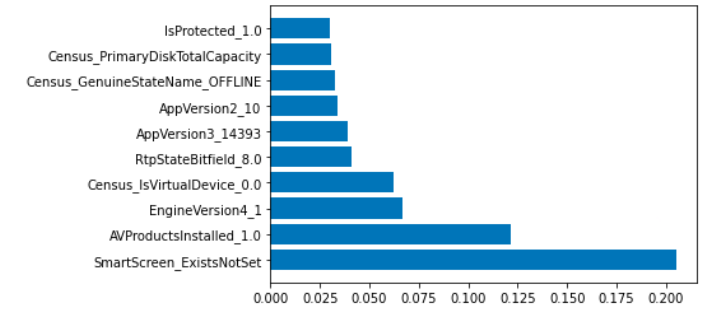 IsProtected_1.0
Census_PrimaryDiskTotalCapacity
Census_GenuineStateName_OFFLINE
AppVersion2_10
AppVersion3_14393
RtpStateBitfield_8.0
Census_IsVirtualDevice_0.0
EngineVersion4_1
AVProductsInstalled_1.0
SmartScreen_ExistsNotSet
0.000 0.025 0.050 0.075 0.100 0.125 0.150 0.175 0.200